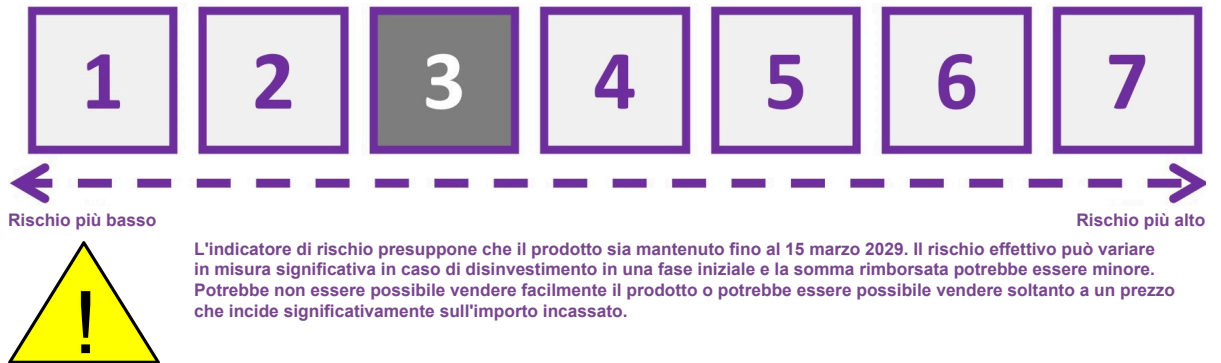 1 2 3 4 5 6 7
Rischio più basso Rischio più alto
!
L'indicatore di rischio presuppone che il prodotto sia mantenuto fino al 15 marzo 2029. Il rischio effettivo può variare
in misura significativa in caso di disinvestimento in una fase iniziale e la somma rimborsata potrebbe essere minore.
Potrebbe non essere possibile vendere facilmente il prodotto o potrebbe essere possibile vendere soltanto a un prezzo
che incide significativamente sull'importo incassato.